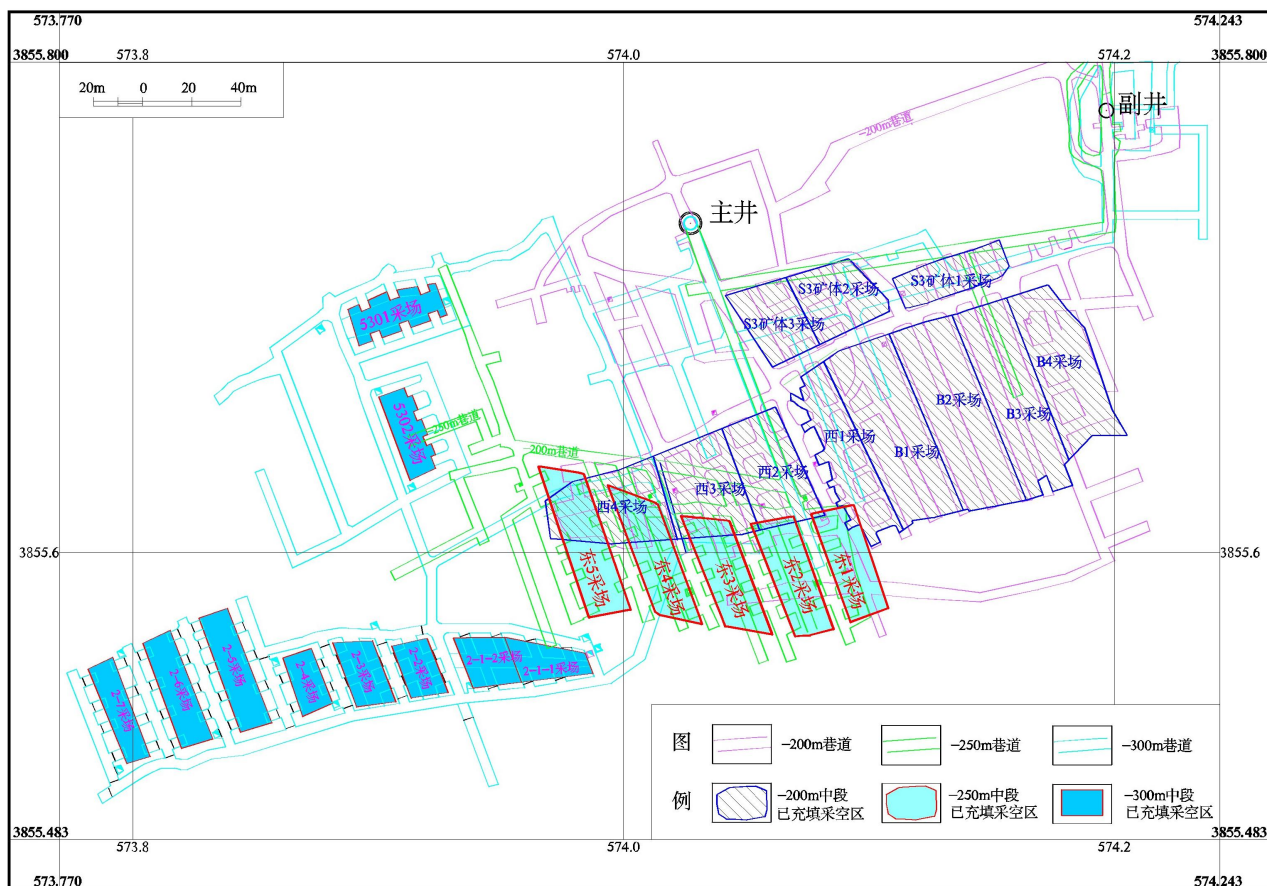 573.770
574.243
3855.800
573.8
574.0
574.2
3855.800
20m 0 20 40m
副井
-200m巷道
主井
S3矿体1采场
S3矿体2采场
S3矿体3采场
5301采场
B4采场
B2采场
B3采场
5302采场
-250m巷道
西1采场
B1采场
-200m巷道
西2采场
西3采场
西4采场
3855.6
3855.6
东5采场
东4采场
东3采场
东2采场
东1采场
2-5采场
2-6采场
2-7采场
2-4采场
2-3采场
2-2采场
2-1-2采场
2-1-1采场
图
-200m巷道
-250m巷道
-300m巷道
例
-200m中段
已充填采空区
-250m中段
已充填采空区
-300m中段
已充填采空区
3855.483
3855.483
573.8
574.0
574.2
573.770
574.243